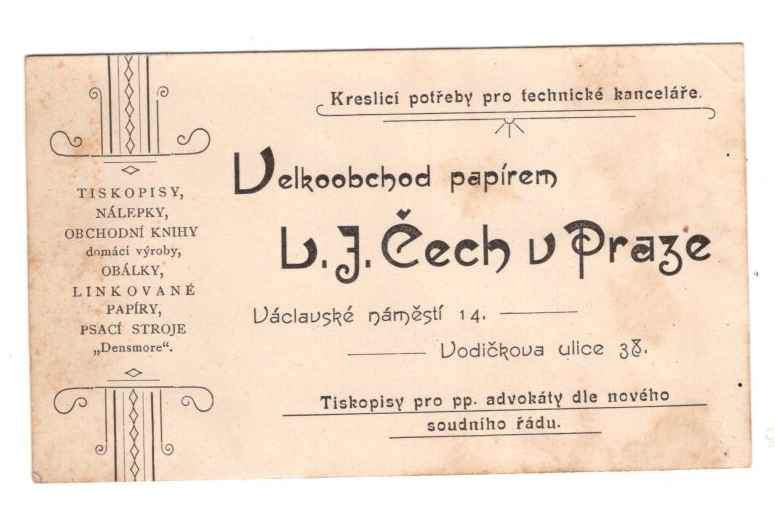 Kreslicí potřeby pro technické kanceláře.
Velkoobchod papírem
V. J. Čech v Praze
Václavské náměstí 14.
Vodičkova ulice 38.
Tiskopisy pro pp. advokáty dle nového
soudního řádu.
TISKOPISY,
NÁLEPKY,
OBCHODNÍ KNIHY
domácí výroby,
OBÁLKY,
LINKOVANÉ
PAPÍRY,
PSACÍ STROJE
„Densmore“.